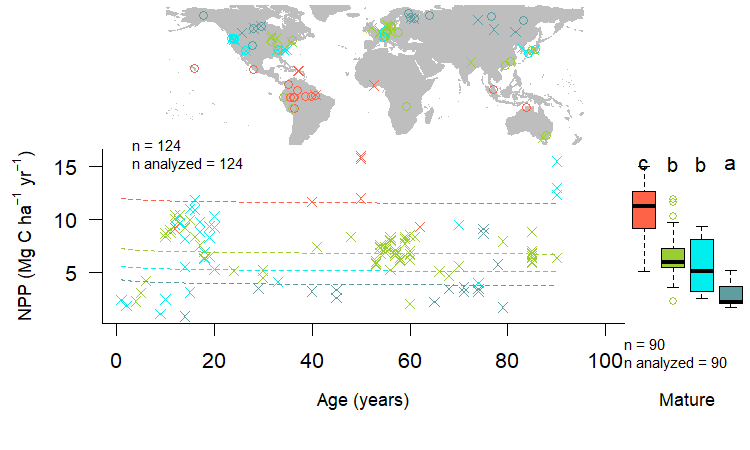 n = 124
n analyzed = 124
NPP (Mg C ha⁻¹ yr⁻¹)
15
10
5
c b b a
0 20 40 60 80 100
n = 90
n analyzed = 90
Age (years)
Mature